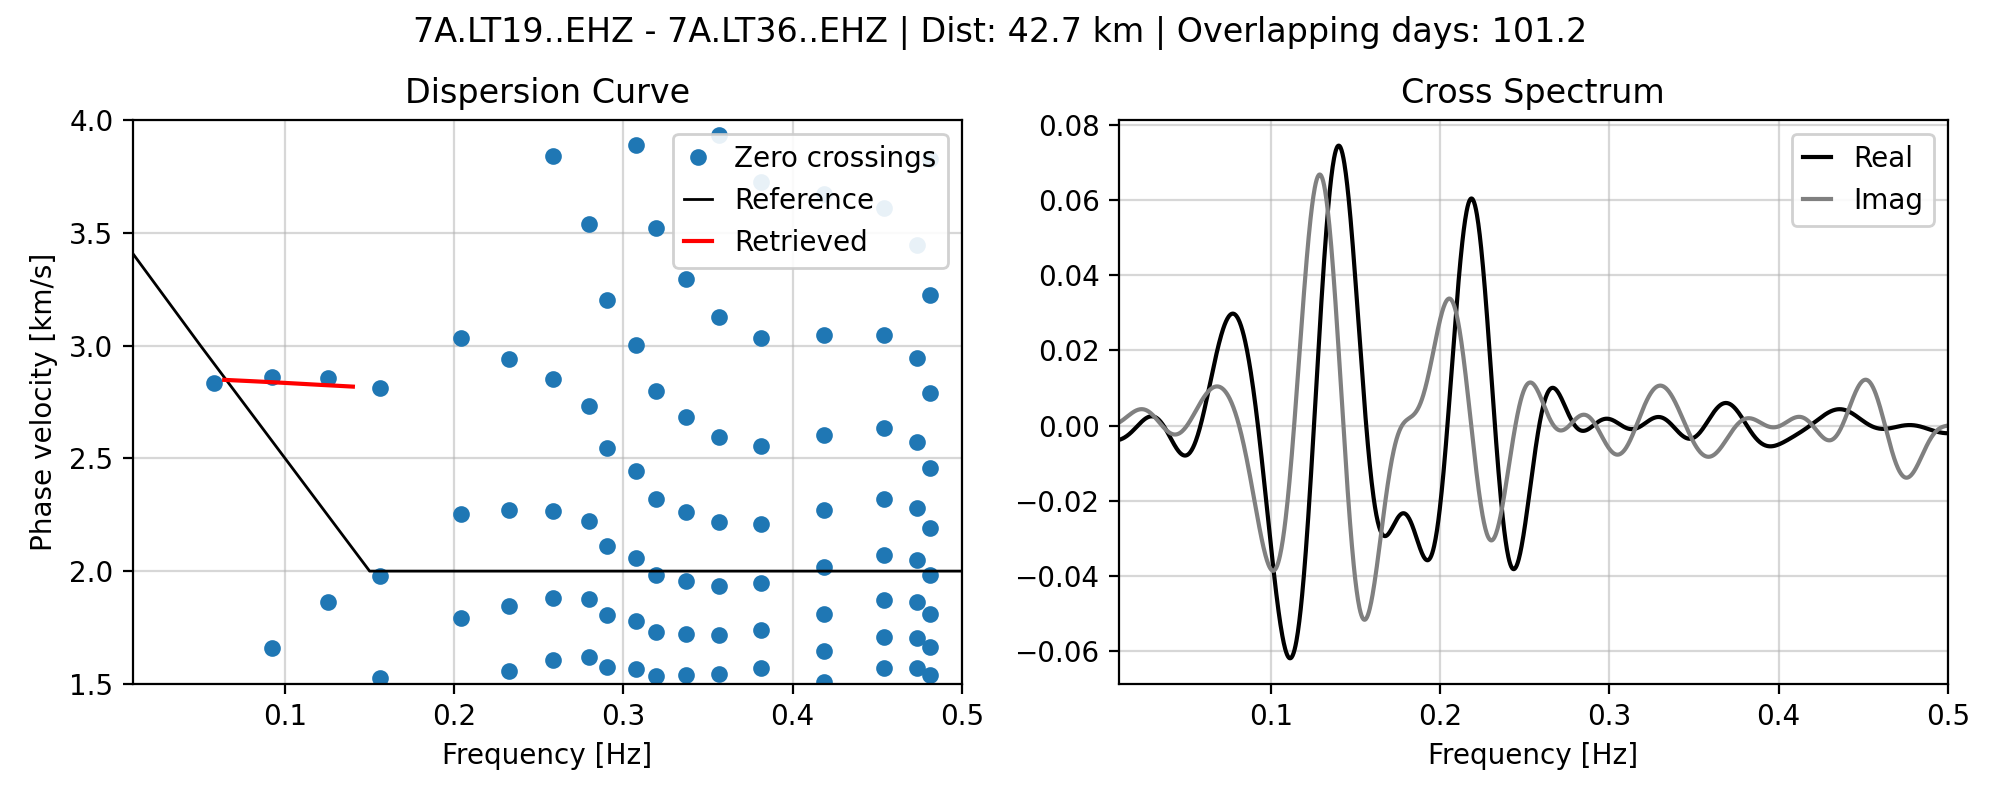 7A.LT19..EHZ - 7A.LT36..EHZ | Dist: 42.7 km | Overlapping days: 101.2
Dispersion Curve
4.0
3.5
3.0
2.5
2.0
1.5
Phase velocity [km/s]
0.1
0.2
0.3
0.4
0.5
Frequency [Hz]
Zero crossings
Reference
Retrieved
Cross Spectrum
0.08
0.06
0.04
0.02
0.00
−0.02
−0.04
−0.06
0.1
0.2
0.3
0.4
0.5
Frequency [Hz]
Real
Imag